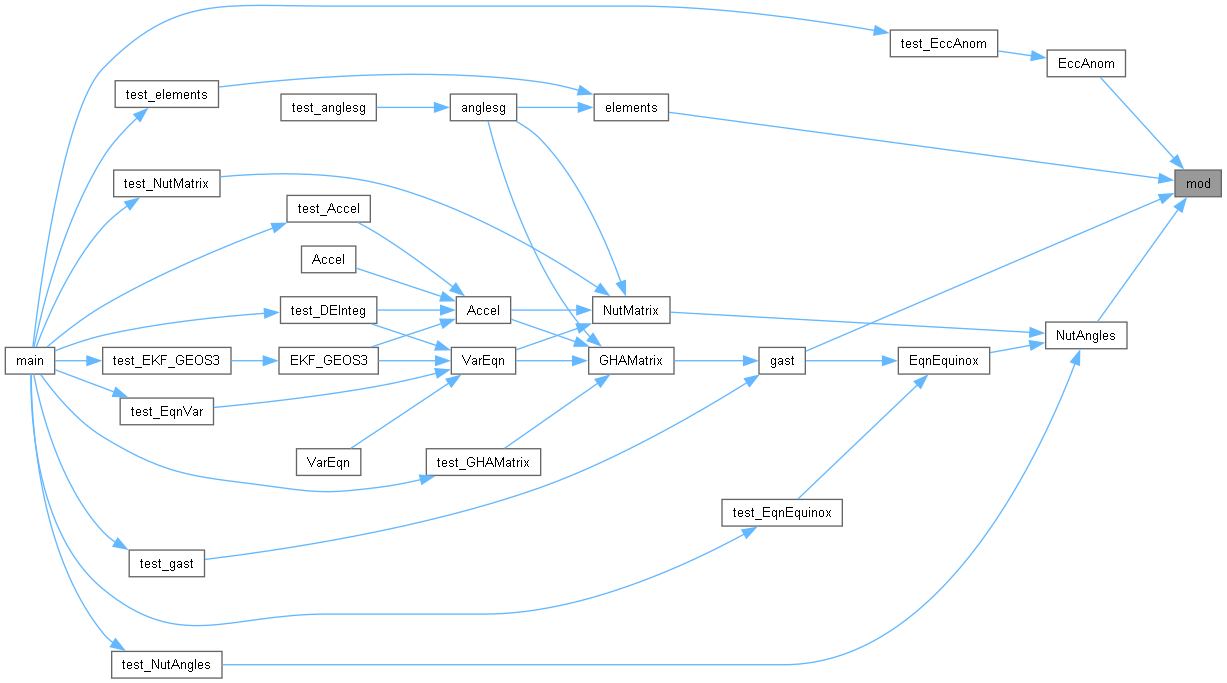 test_EccAnom
EccAnom
test_elements
test_anglesg
anglesg
elements
test_NutMatrix
mod
test_Accel
Accel
test_DEInteg
Accel
NutMatrix
NutAngles
main
test_EKF_GEOS3
EKF_GEOS3
VarEqn
GHAMatrix
gast
EqnEquinox
test_EqnVar
VarEqn
test_GHAMatrix
test_EqnEquinox
test_gast
test_NutAngles